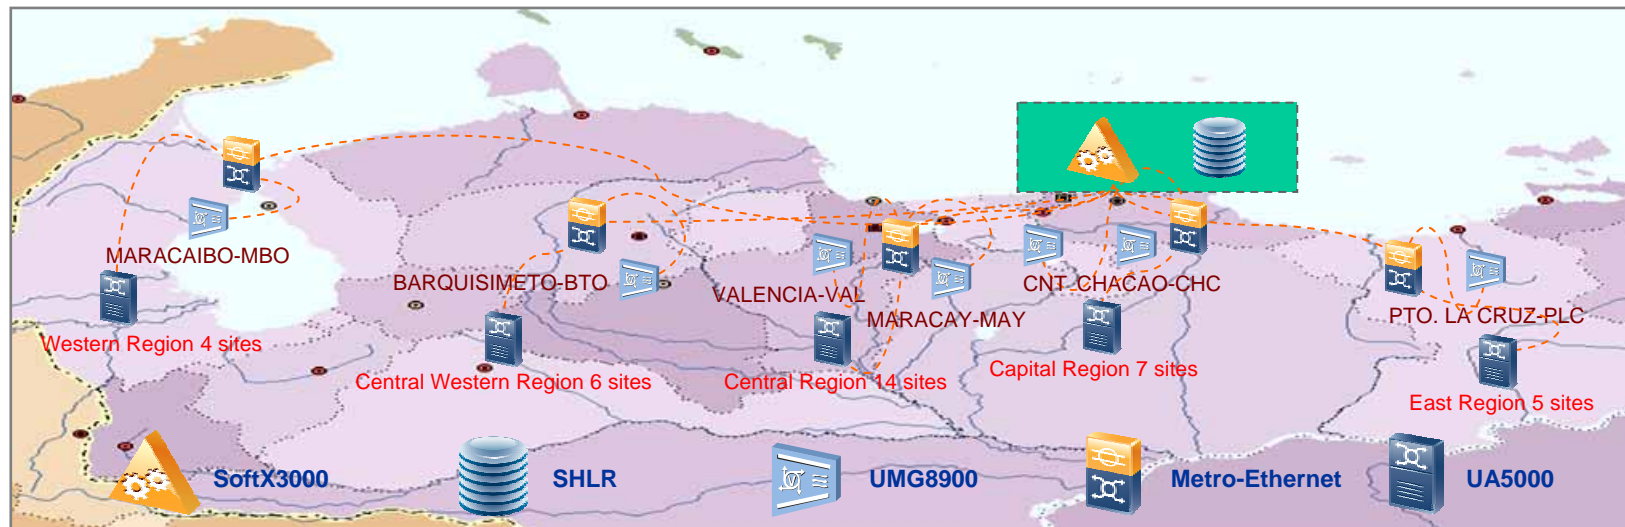 MARACAIBO-MBO
BARQUISIMETO-BTO
VALENCIA-VAL
MARACAY-MAY
CNT_CHACAO-CHC
PTO. LA CRUZ-PLC
Western Region 4 sites
Central Western Region 6 sites
Central Region 14 sites
Capital Region 7 sites
East Region 5 sites
SoftX3000
SHLR
UMG8900
Metro-Ethernet
UA5000